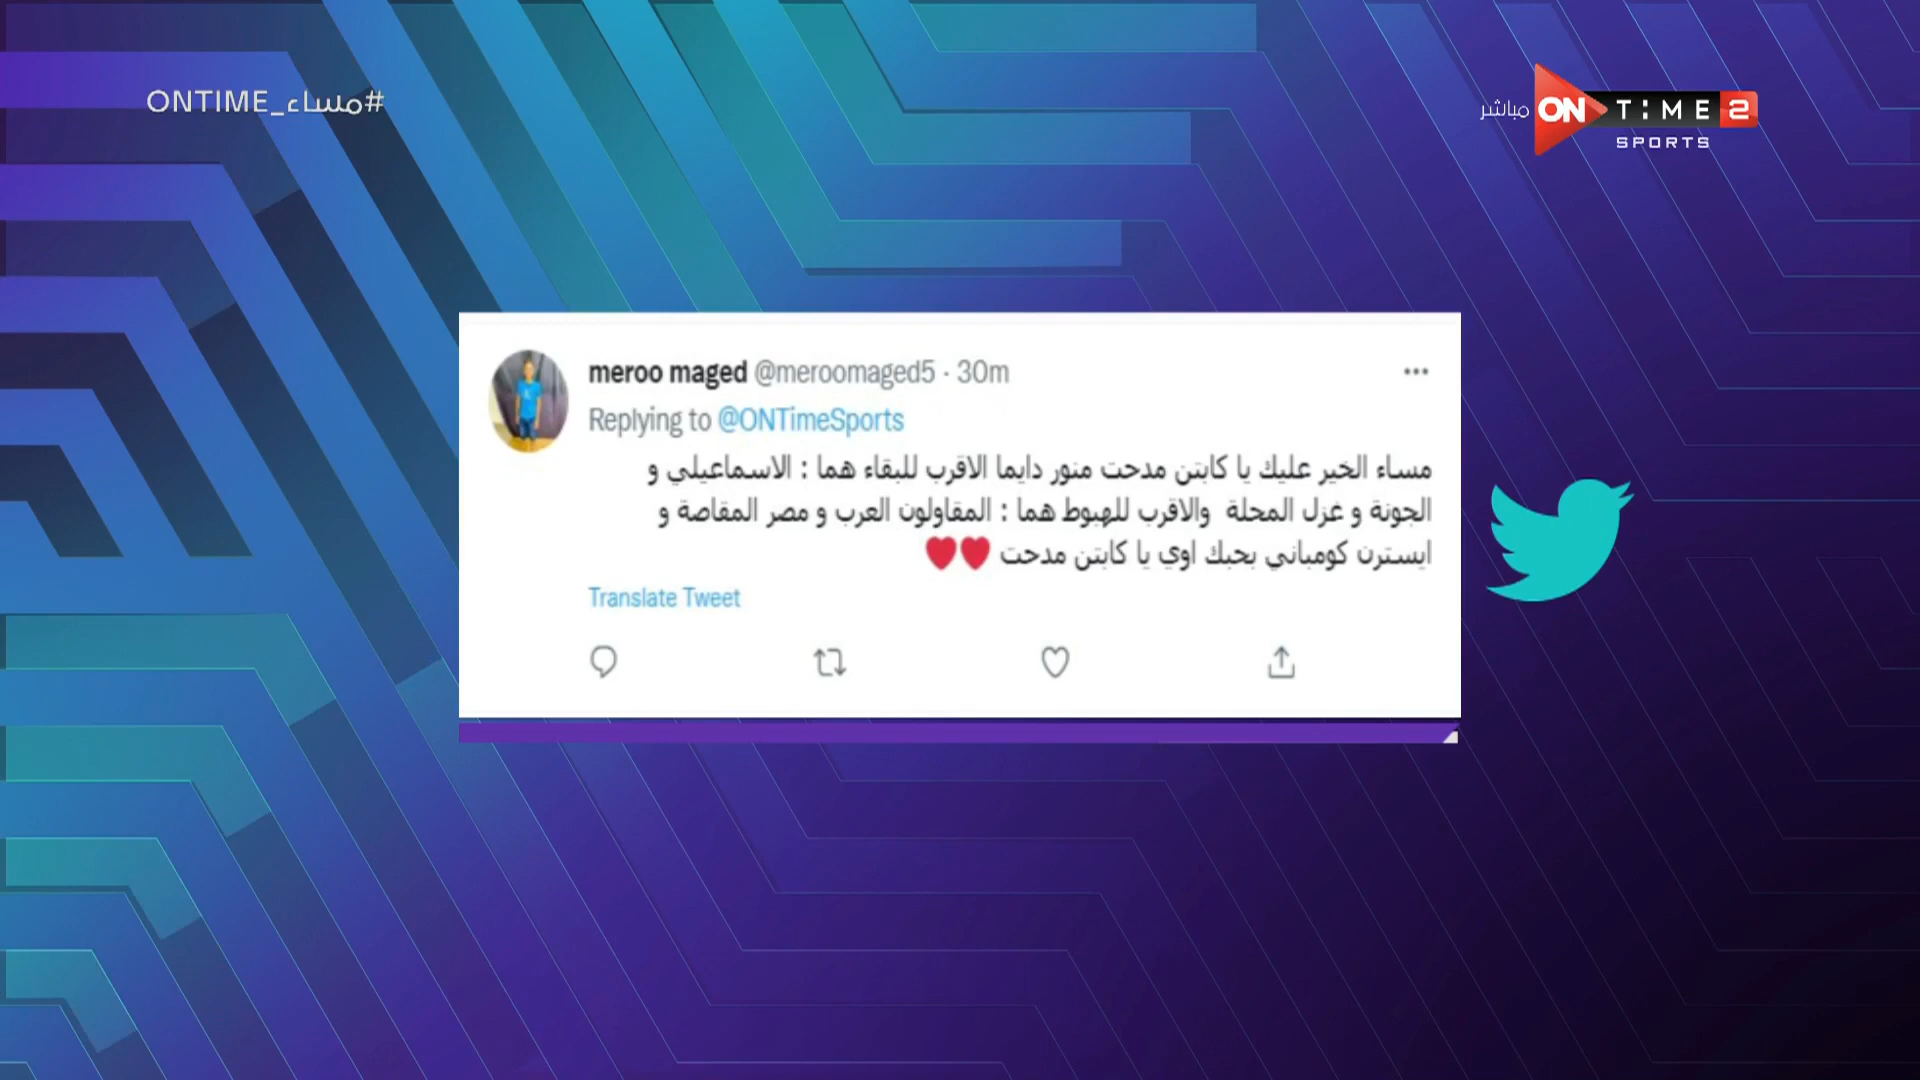 #مساء_ONTIME
مباشر ON TIME 2
SPORTS
meroo maged @meroomaged5 · 30m
Replying to @ONTimeSports
مساء الخير عليك يا كابتن مدحت منور دايما الاقرب للبقاء هما : الاسماعيلي و
الجونة و غزل المحلة والاقرب للهبوط هما : المقاولون العرب و مصر المقاصة و
ايسترن كومباني بحبك اوي يا كابتن مدحت ❤❤
Translate Tweet